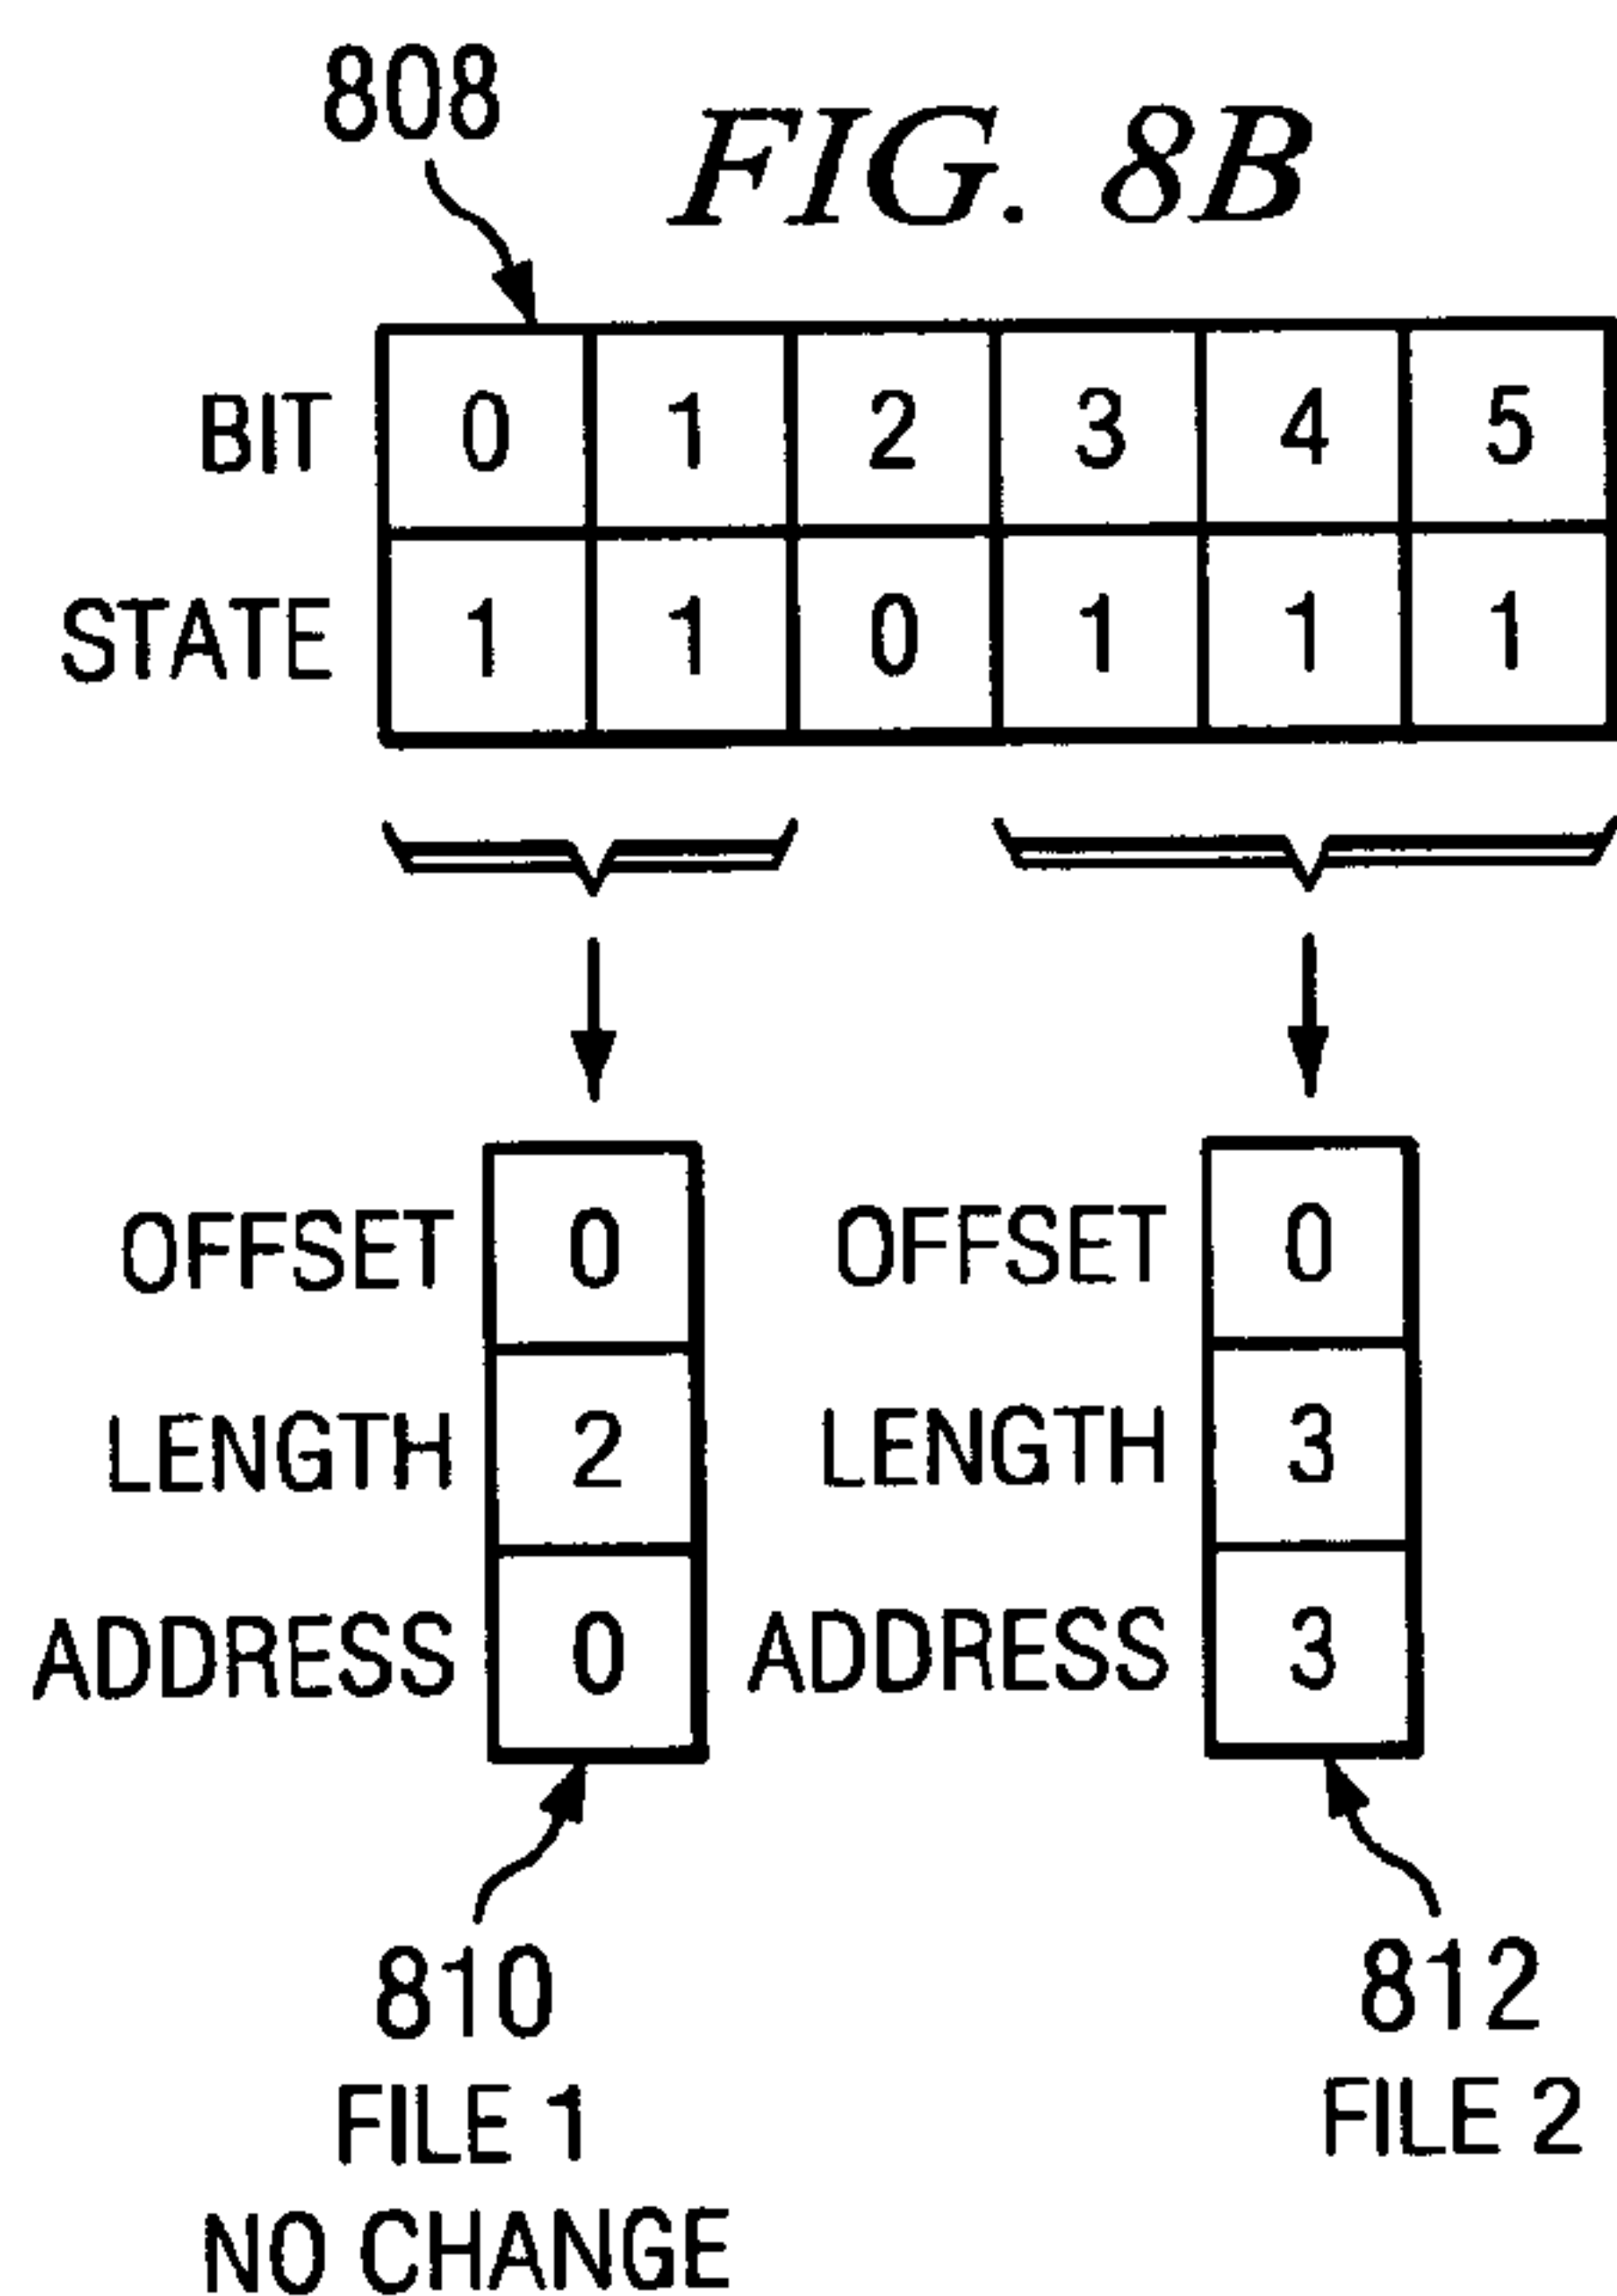 808
FIG. 8B
BIT 0 1 2 3 4 5
STATE 1 1 0 1 1 1
OFFSET 0 OFFSET 0
LENGTH 2 LENGTH 3
ADDRESS 0 ADDRESS 3
810 812
FILE 1 FILE 2
NO CHANGE